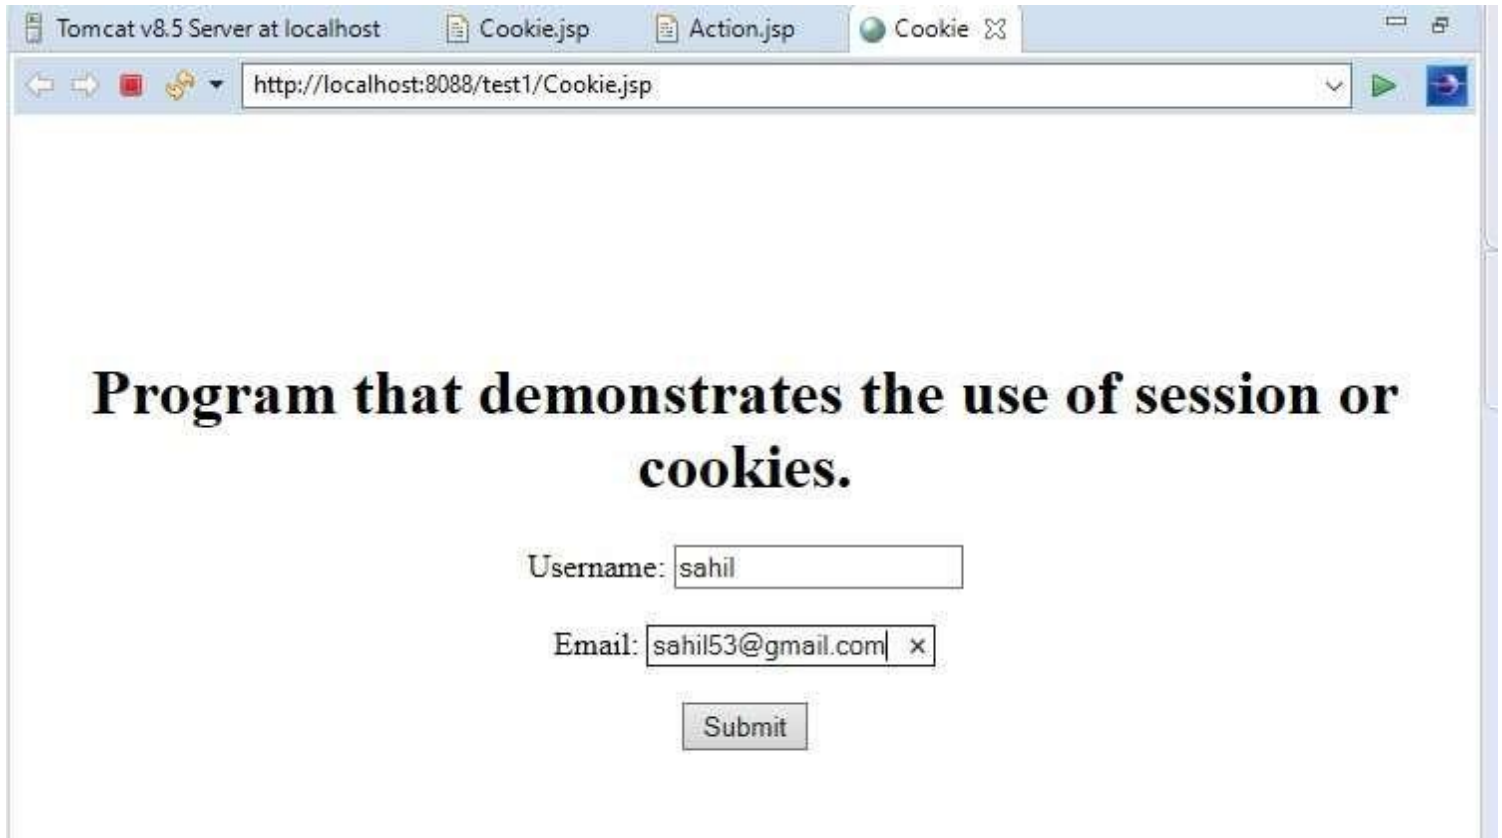 Tomcat v8.5 Server at localhost Cookie.jsp Action.jsp Cookie
http://localhost:8088/test1/Cookie.jsp
Program that demonstrates the use of session or
cookies.
Username: sahil
Email: sahil53@gmail.com
Submit